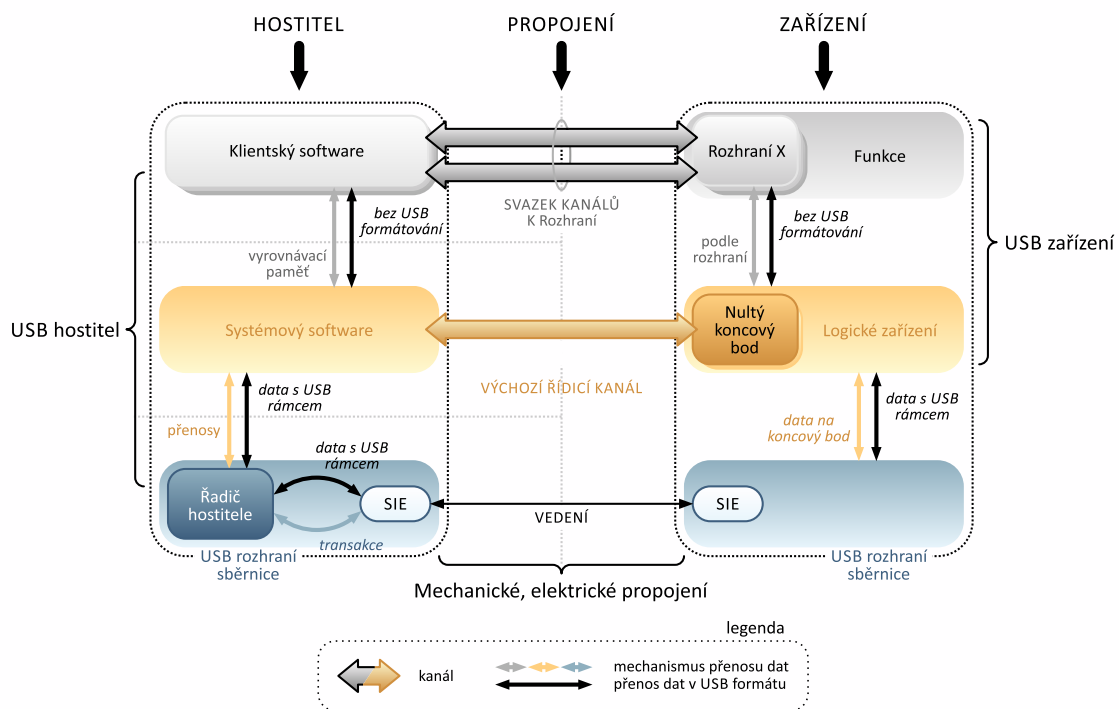 HOSTITEL
PROPOJENÍ
ZAŘÍZENÍ
Klientský software
Rozhraní X
Funkce
SVAZEK KANÁLŮ
K Rozhraní
bez USB
formátování
vyrovnávací
paměť
podle
rozhraní
bez USB
formátování
USB zařízení
USB hostitel
Systémový software
Nultý
koncový
bod
Logické zařízení
VÝCHOZÍ ŘÍDICÍ KANÁL
data s USB
rámcem
přenosy
data na
koncový bod
data s USB
rámcem
data s USB
rámcem
Řadič
hostitele
SIE
VEDENÍ
SIE
transakce
USB rozhraní
sběrnice
USB rozhraní
sběrnice
Mechanické, elektrické propojení
legenda
kanál
mechanismus přenosu dat
přenos dat v USB formátu